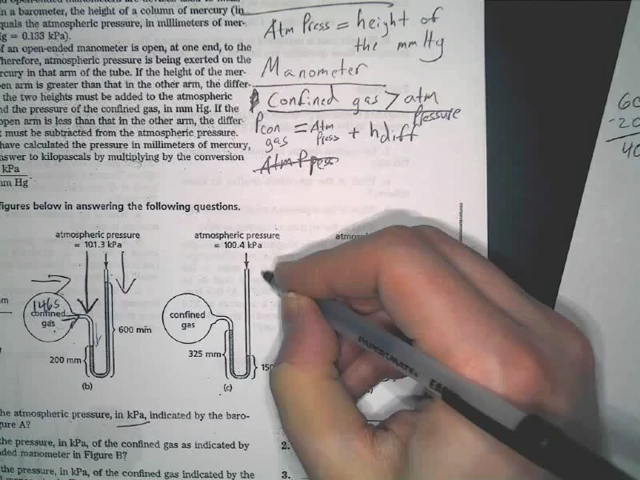 in a barometer, the height of a column of mercury (in
quals the atmospheric pressure, in millimeters of mer-
g = 0.133 kPa).
f an open-ended manometer is open, at one end, to the
herefore, atmospheric pressure is being exerted on the
rcury in that arm of the tube. If the height of the mer-
en arm is greater than that in the other arm, the differ-
the two heights must be added to the atmospheric
nd the pressure of the confined gas, in mm Hg. If the
open arm is less than that in the other arm, the differ-
t must be subtracted from the atmospheric pressure.
have calculated the pressure in millimeters of mercury,
nswer to kilopascals by multiplying by the conversion
kPa
mm Hg
Atm Press = height of
the mm Hg
Manometer
Confined gas > atm
pressure
Pcon gas = Atm Press + hdiff
Atm Press
60
-20
40
figures below in answering the following questions.
atmospheric pressure
= 101.3 kPa
atmospheric pressure
= 100.4 kPa
1465
confined
gas
600 mm
200 mm
(b)
confined
gas
325 mm
(c)
he atmospheric pressure, in kPa, indicated by the baro-
ure A?
the pressure, in kPa, of the confined gas as indicated by
ded manometer in Figure B?
2.
the pressure, in kPa, of the confined gas indicated by the
3.